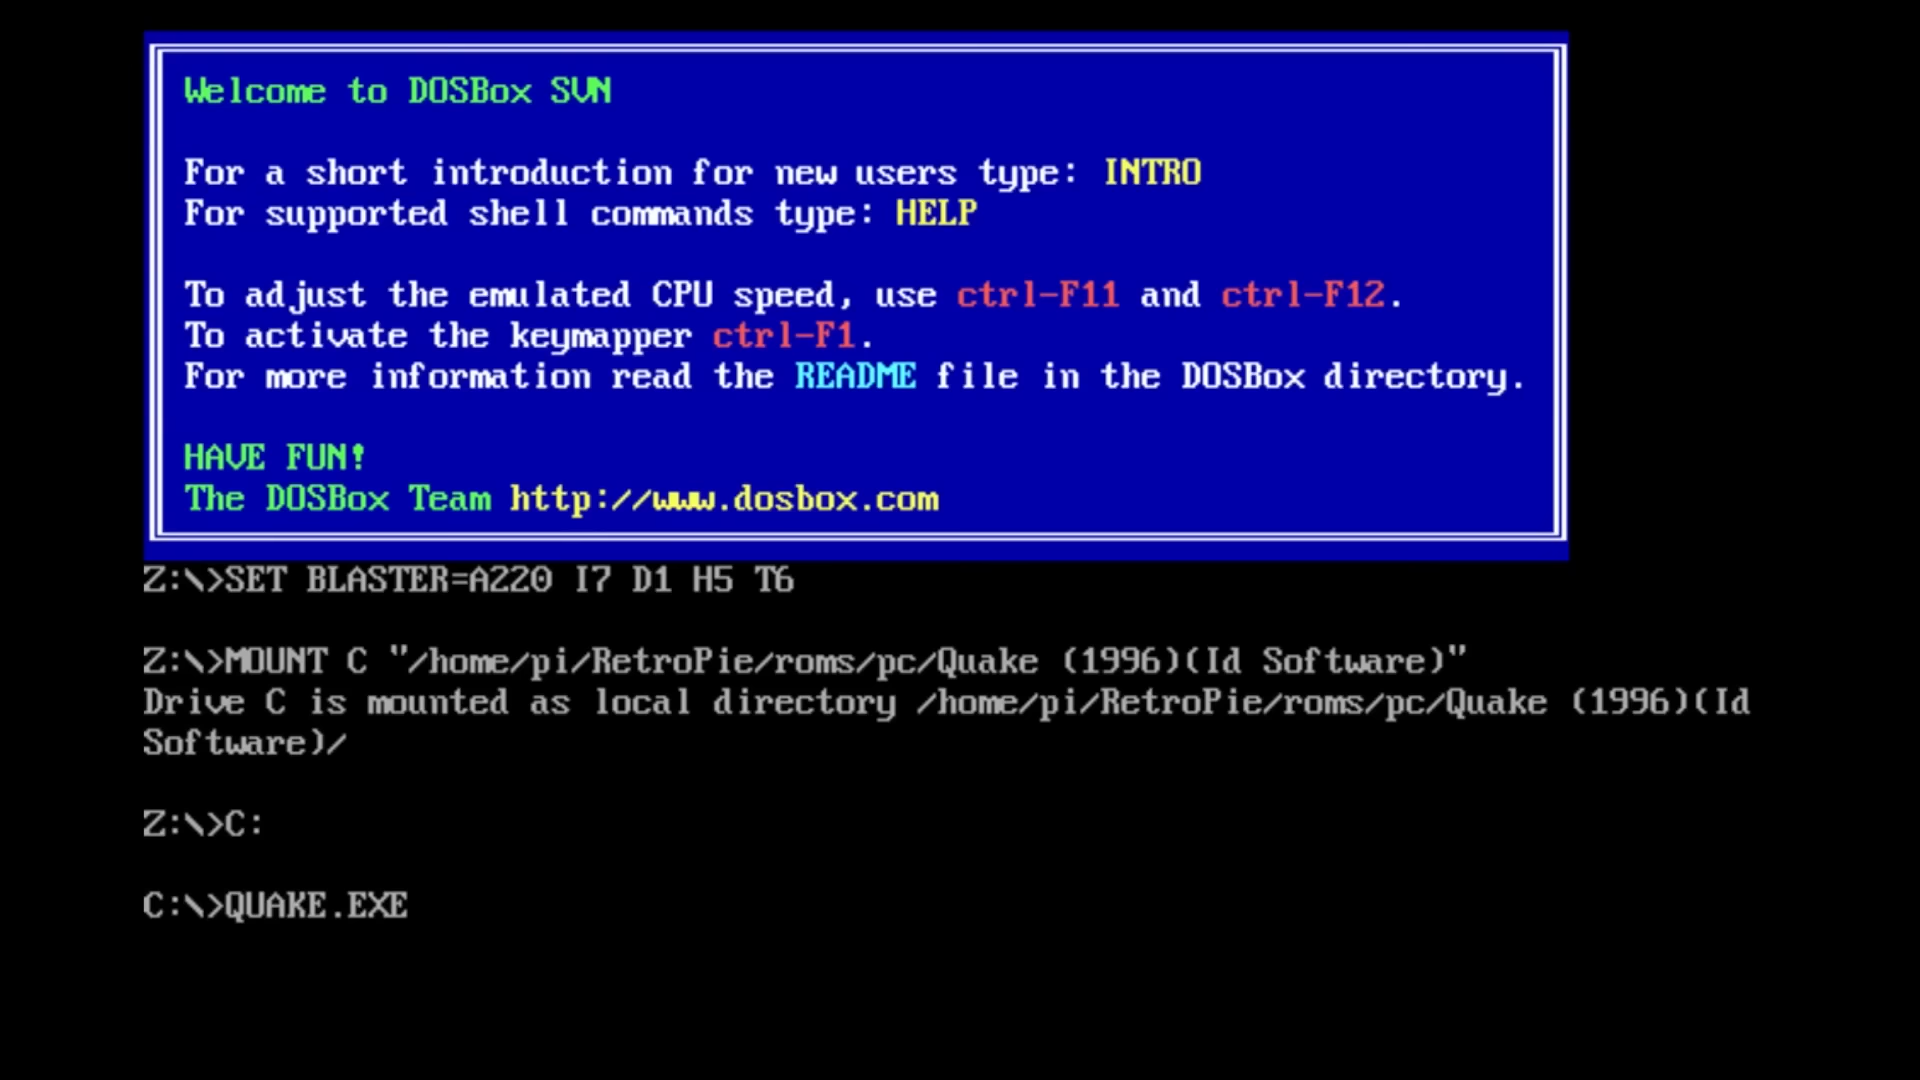 Welcome to DOSBox SVN
For a short introduction for new users type: INTRO
For supported shell commands type: HELP
To adjust the emulated CPU speed, use ctrl-F11 and ctrl-F12.
To activate the keymapper ctrl-F1.
For more information read the README file in the DOSBox directory.
HAVE FUN!
The DOSBox Team http://www.dosbox.com
Z:\>SET BLASTER=A220 I7 D1 H5 T6
Z:\>MOUNT C "/home/pi/RetroPie/roms/pc/Quake (1996)(Id Software)"
Drive C is mounted as local directory /home/pi/RetroPie/roms/pc/Quake (1996)(Id
Software)/
Z:\>C:
C:\>QUAKE.EXE